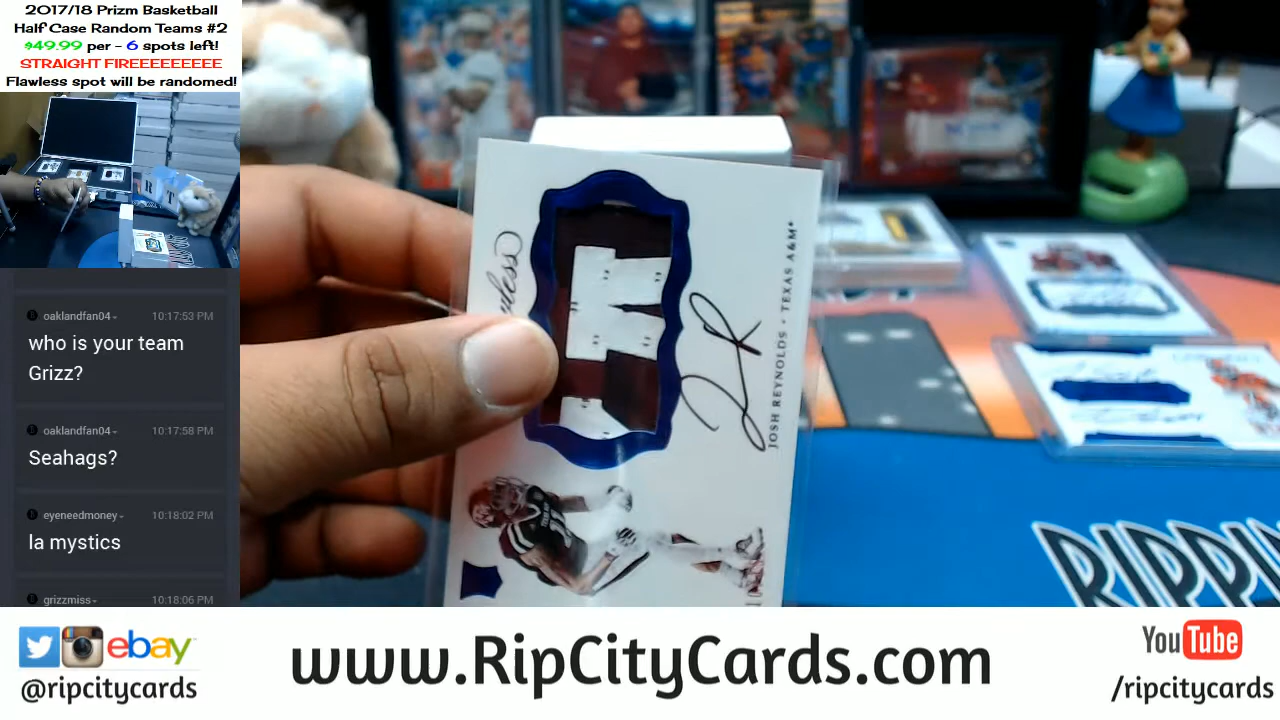 2017/18 Prizm Basketball
Half Case Random Teams #2
$49.99 per - 6 spots left!
STRAIGHT FIREEEEEEEEE
Flawless spot will be randomed!
oaklandfan04 10:17:53 PM
who is your team
Grizz?
oaklandfan04 10:17:58 PM
Seahags?
eyeneedmoney 10:18:02 PM
la mystics
grizzmiss 10:18:06 PM
JOSH REYNOLDS • TEXAS A&M®
ebay
@ripcitycards
www.RipCityCards.com
YouTube
/ripcitycards